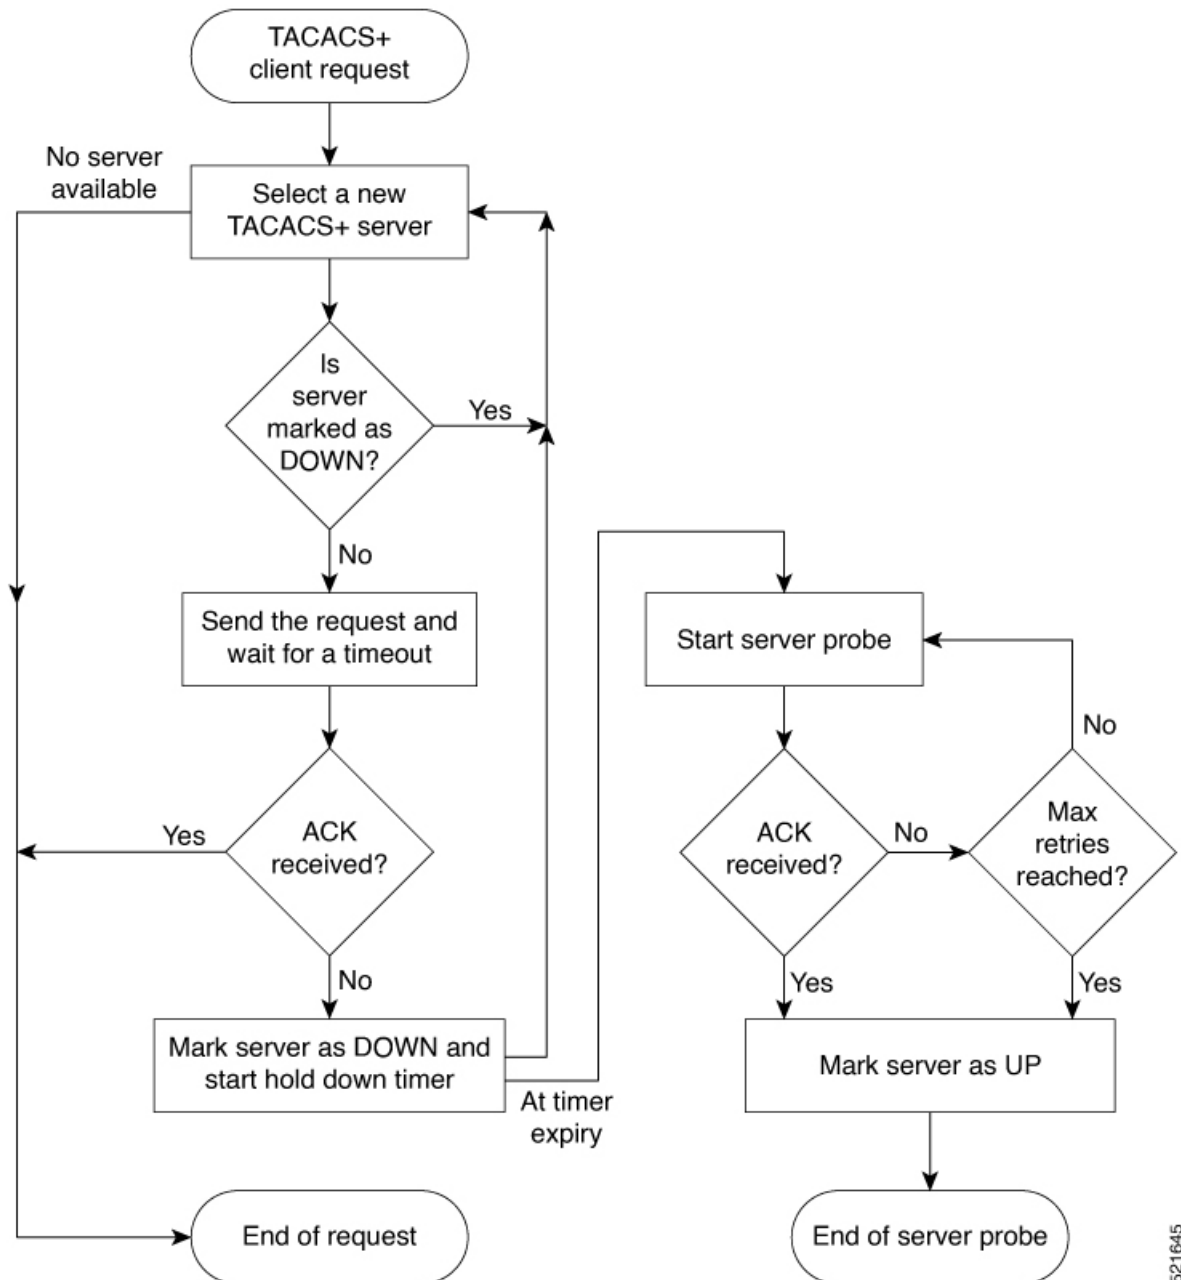 TACACS+
client request
No server
available
Select a new
TACACS+ server
Is
server
marked as
DOWN?
Yes
No
Send the request and
wait for a timeout
Start server probe
No
Yes
ACK
received?
ACK
received?
No
Max
retries
reached?
No
Yes
Yes
Mark server as DOWN and
start hold down timer
At timer
expiry
Mark server as UP
End of request
End of server probe
521645